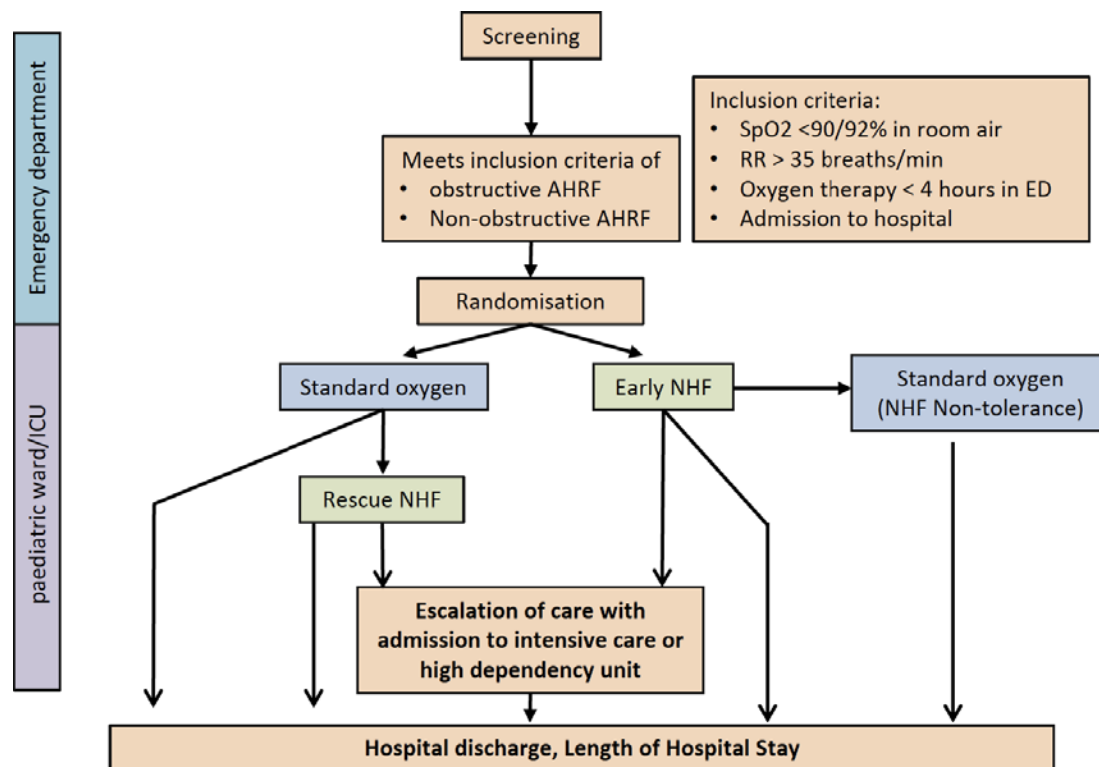 Emergency department
paediatric ward/ICU
Screening
Meets inclusion criteria of
• obstructive AHRF
• Non-obstructive AHRF
Inclusion criteria:
• SpO2 <90/92% in room air
• RR > 35 breaths/min
• Oxygen therapy < 4 hours in ED
• Admission to hospital
Randomisation
Standard oxygen
Early NHF
Standard oxygen
(NHF Non-tolerance)
Rescue NHF
Escalation of care with
admission to intensive care or
high dependency unit
Hospital discharge, Length of Hospital Stay